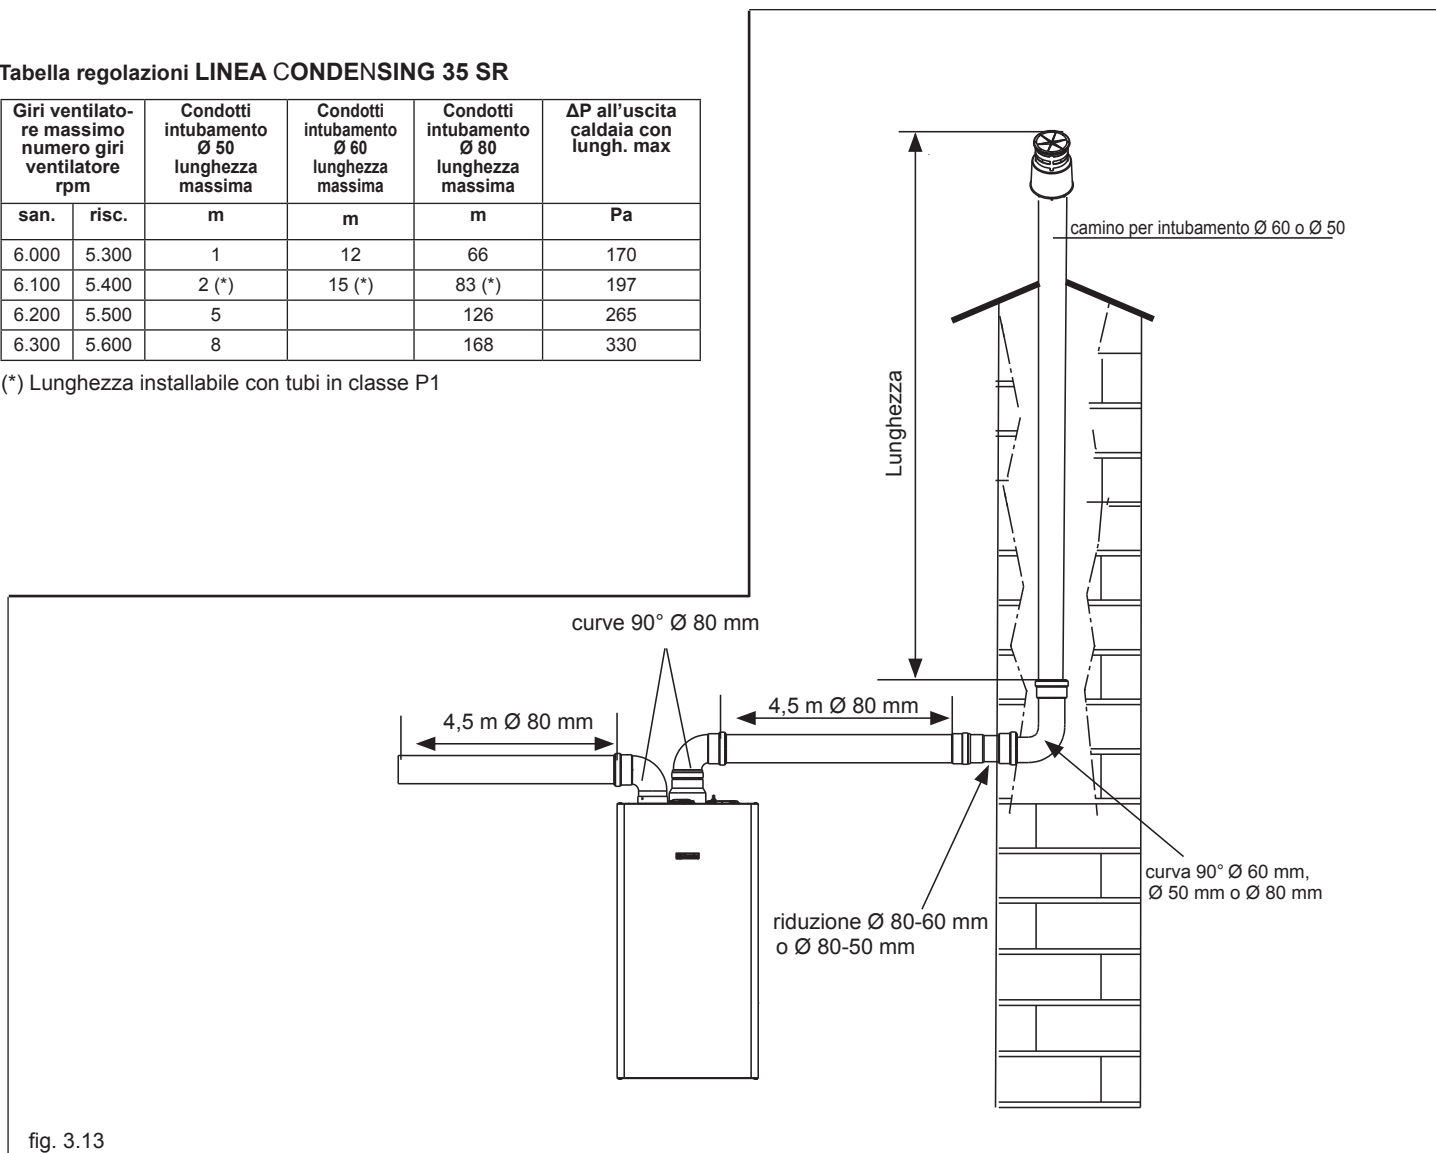 Tabella regolazioni LINEA CONDENSING 35 SR
Giri ventilato-
re massimo
numero giri
ventilatore
rpm
Condotti
intubamento
Ø 50
lunghezza
massima
Condotti
intubamento
Ø 60
lunghezza
massima
Condotti
intubamento
Ø 80
lunghezza
massima
ΔP all'uscita
caldaia con
lungh. max
san. risc. m m m Pa
6.000 5.300 1 12 66 170
6.100 5.400 2 (*) 15 (*) 83 (*) 197
6.200 5.500 5 126 265
6.300 5.600 8 168 330
(*) Lunghezza installabile con tubi in classe P1
camino per intubamento Ø 60 o Ø 50
Lunghezza
curve 90° Ø 80 mm
4,5 m Ø 80 mm
4,5 m Ø 80 mm
curva 90° Ø 60 mm,
Ø 50 mm o Ø 80 mm
riduzione Ø 80-60 mm
o Ø 80-50 mm
fig. 3.13